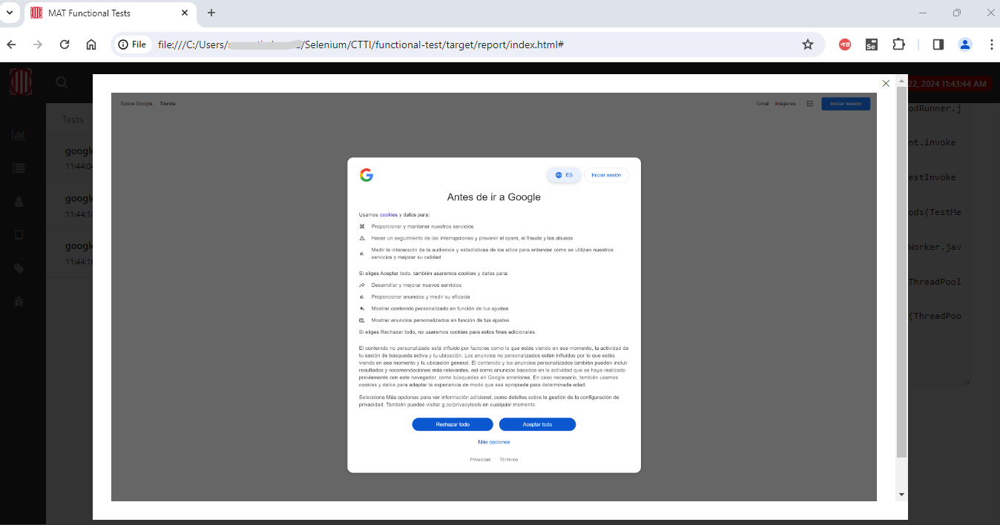 MAT Functional Tests
File
file:///C:/Users/
/Selenium/CTTI/functional-test/target/report/index.html#
Se
22, 2024 11:43:44 AM
Tests
google
11:44:04
google
11:44:10
google
11:44:16
odRunner.j
nt.invoke
estInvoke
ods(TestMe
Worker.jav
ThreadPool
(ThreadPoo
Sobre Google Tienda
Gmail Imágenes Iniciar sesión
ES Iniciar sesión
Antes de ir a Google
Usamos cookies y datos para:
Proporcionar y mantener nuestros servicios
Hacer un seguimiento de las interrupciones y prevenir el spam, el fraude y los abusos
Medir la interacción de la audiencia y estadísticas de los sitios para entender cómo se utilizan nuestros
servicios y mejorar su calidad
Si eliges Aceptar todo, también usaremos cookies y datos para:
Desarrollar y mejorar nuevos servicios
Proporcionar anuncios y medir su eficacia
Mostrar contenido personalizado en función de tus ajustes
Mostrar anuncios personalizados en función de tus ajustes
Si eliges Rechazar todo, no usaremos cookies para estos fines adicionales.
El contenido no personalizado está influido por factores como lo que estés viendo en ese momento, la actividad de
tu sesión de búsqueda activa y tu ubicación. Los anuncios no personalizados están influidos por lo que estés
viendo en ese momento y tu ubicación general. El contenido y los anuncios personalizados también pueden incluir
resultados y recomendaciones más relevantes, así como anuncios basados en la actividad que se haya realizado
previamente con este navegador, como búsquedas en Google anteriores. En caso necesario, también usamos
cookies y datos para adaptar la experiencia de modo que sea apropiada para determinada edad.
Selecciona Más opciones para ver información adicional, como detalles sobre la gestión de la configuración de
privacidad. También puedes visitar g.co/privacytools en cualquier momento.
Rechazar todo Aceptar todo
Más opciones
Privacidad · Términos